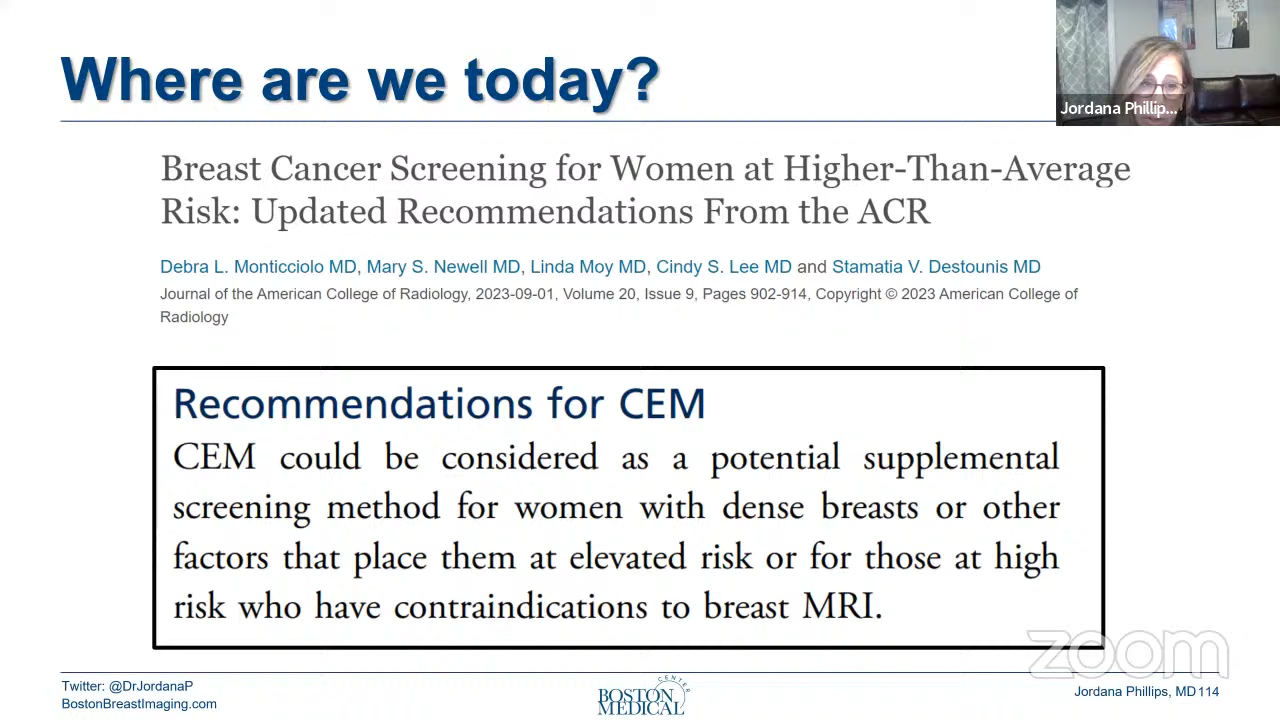 Where are we today?
Jordana Phillip...
Breast Cancer Screening for Women at Higher-Than-Average
Risk: Updated Recommendations From the ACR
Debra L. Monticciolo MD, Mary S. Newell MD, Linda Moy MD, Cindy S. Lee MD and Stamatia V. Destounis MD
Journal of the American College of Radiology, 2023-09-01, Volume 20, Issue 9, Pages 902-914, Copyright © 2023 American College of
Radiology
Recommendations for CEM
CEM could be considered as a potential supplemental
screening method for women with dense breasts or other
factors that place them at elevated risk or for those at high
risk who have contraindications to breast MRI.
zoom
Twitter: @DrJordanaP
BostonBreastImaging.com
BOSTON
MEDICAL
CENTER
Jordana Phillips, MD 114